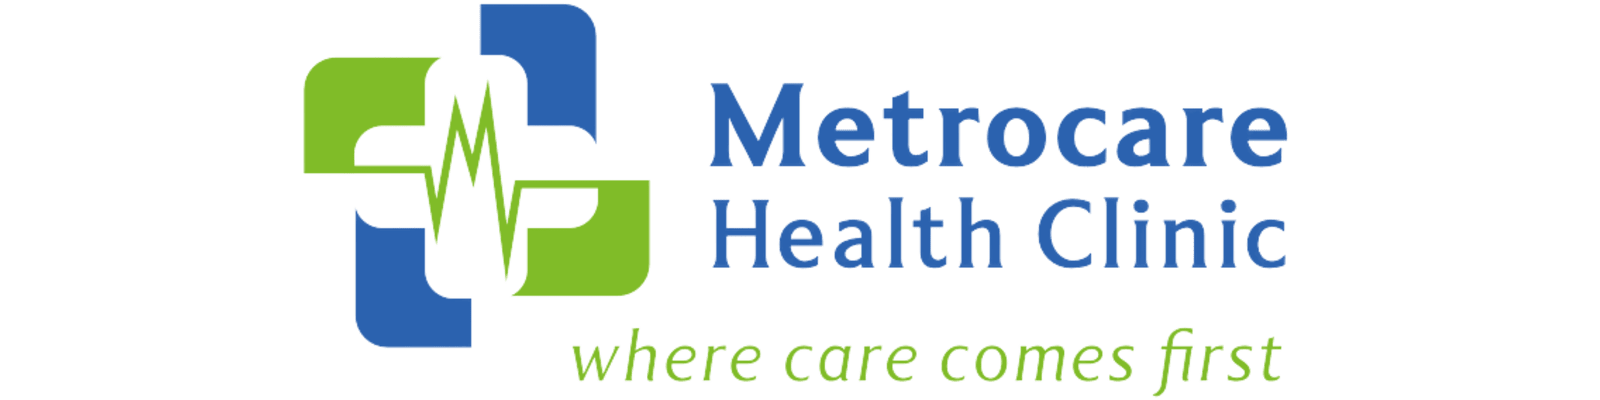 Metrocare
Health Clinic
where care comes first